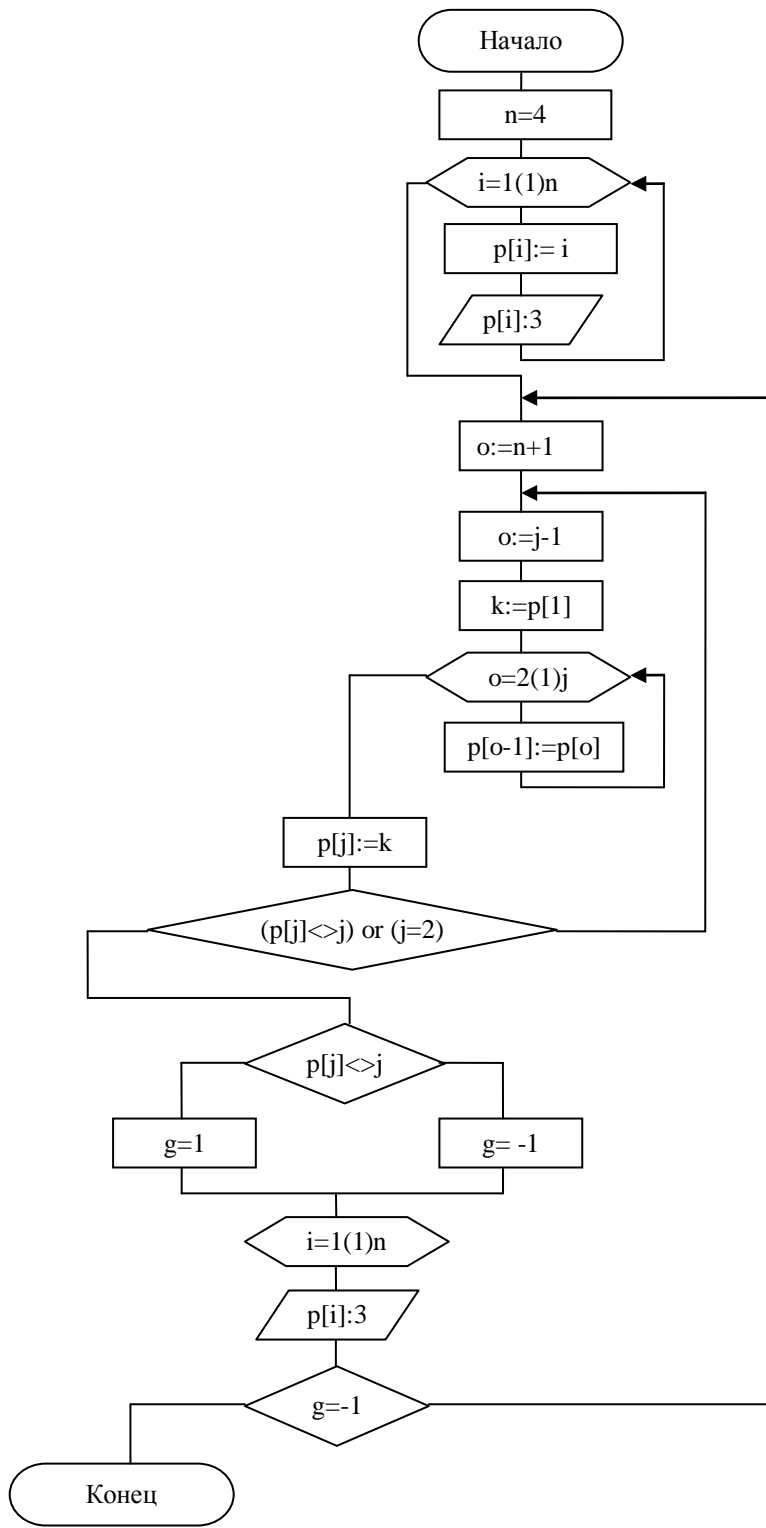 Начало
n=4
i=1(1)n
p[i]:= i
p[i]:3
o:=n+1
o:=j-1
k:=p[1]
o=2(1)j
p[o-1]:=p[o]
p[j]:=k
(p[j]<>j) or (j=2)
p[j]<>j
g=1
g= -1
i=1(1)n
p[i]:3
g=-1
Конец